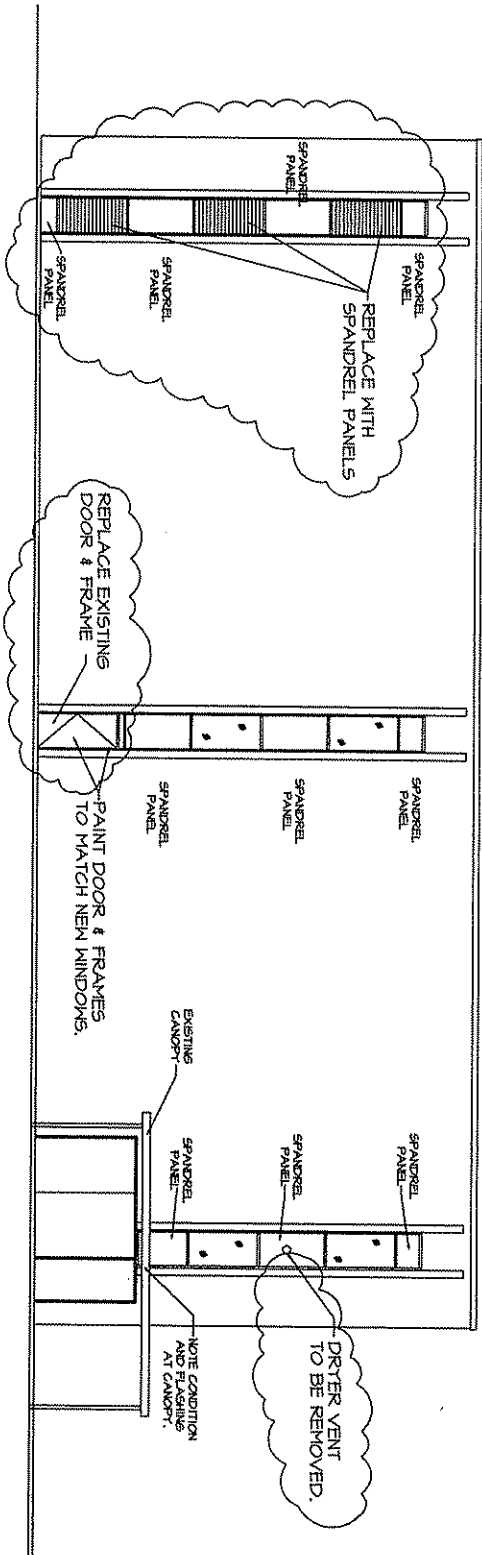 SPANDREL
PANEL
SPANDREL
PANEL
SPANDREL
PANEL
SPANDREL
PANEL
REPLACE WITH
SPANDREL PANELS
REPLACE EXISTING
DOOR & FRAME
PAINT DOOR & FRAMES
TO MATCH NEW WINDOWS.
SPANDREL
PANEL
SPANDREL
PANEL
SPANDREL
PANEL
EXISTING
CANOPY
SPANDREL
PANEL
SPANDREL
PANEL
SPANDREL
PANEL
NOTE CONDITION
AND FLASHING
AT CANOPY.
DRYER VENT
TO BE REMOVED.